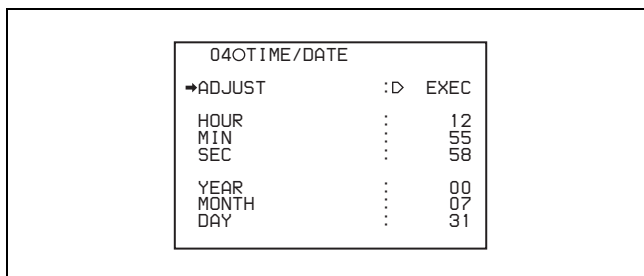 04○TIME/DATE
➡ADJUST :▷ EXEC
HOUR : 12
MIN : 55
SEC : 58
YEAR : 00
MONTH : 07
DAY : 31